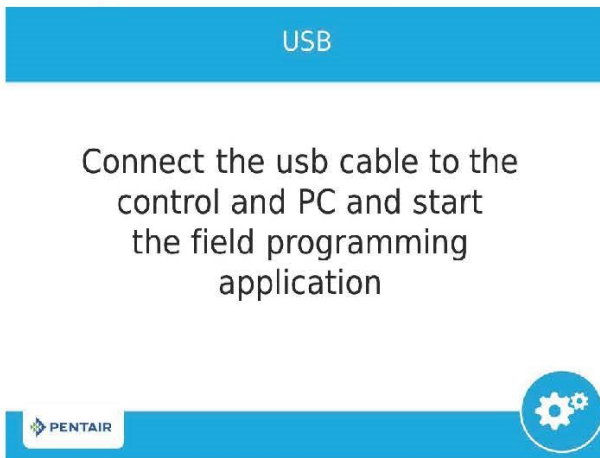 USB
Connect the usb cable to the
control and PC and start
the field programming
application
PENTAIR